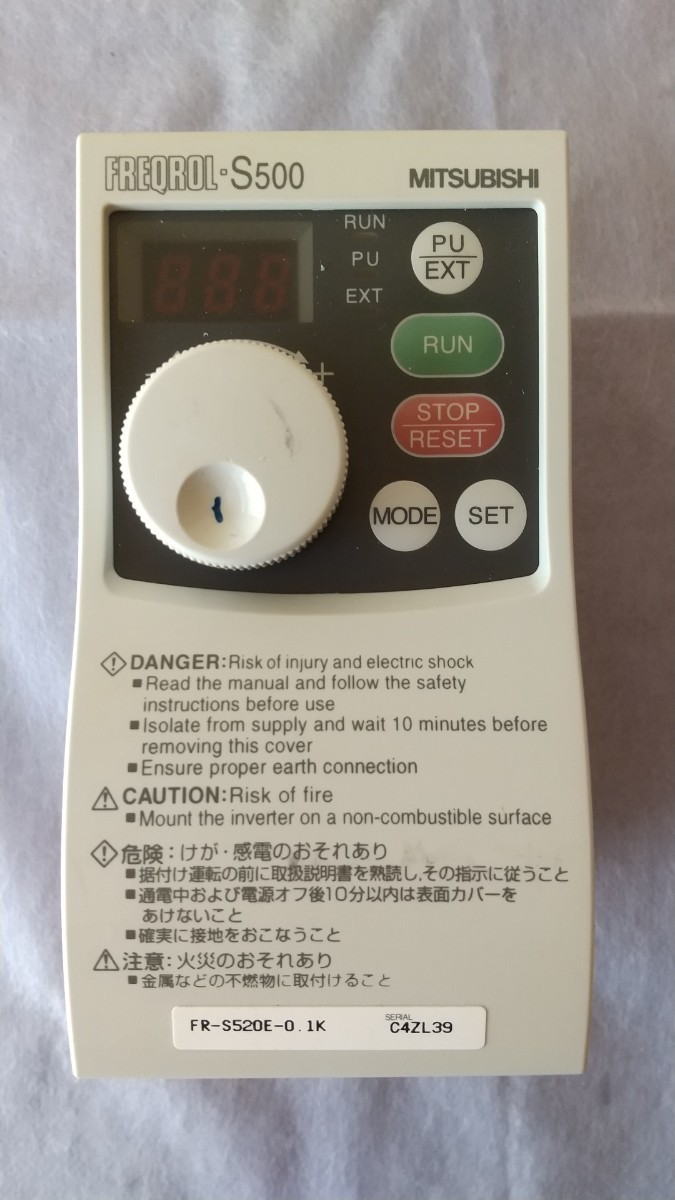 FREQROL-S500 MITSUBISHI
888
RUN
PU
EXT
PU
EXT
RUN
STOP
RESET
- +
MODE SET
DANGER:Risk of injury and electric shock
■Read the manual and follow the safety
instructions before use
■Isolate from supply and wait 10 minutes before
removing this cover
■Ensure proper earth connection
CAUTION:Risk of fire
■Mount the inverter on a non-combustible surface
危険:けが・感電のおそれあり
■据付け運転の前に取扱説明書を熟読し,その指示に従うこと
■通電中および電源オフ後10分以内は表面カバーを
あけないこと
■確実に接地をおこなうこと
注意:火災のおそれあり
■金属などの不燃物に取付けること
SERIAL
FR-S520E-0.1K C4ZL39